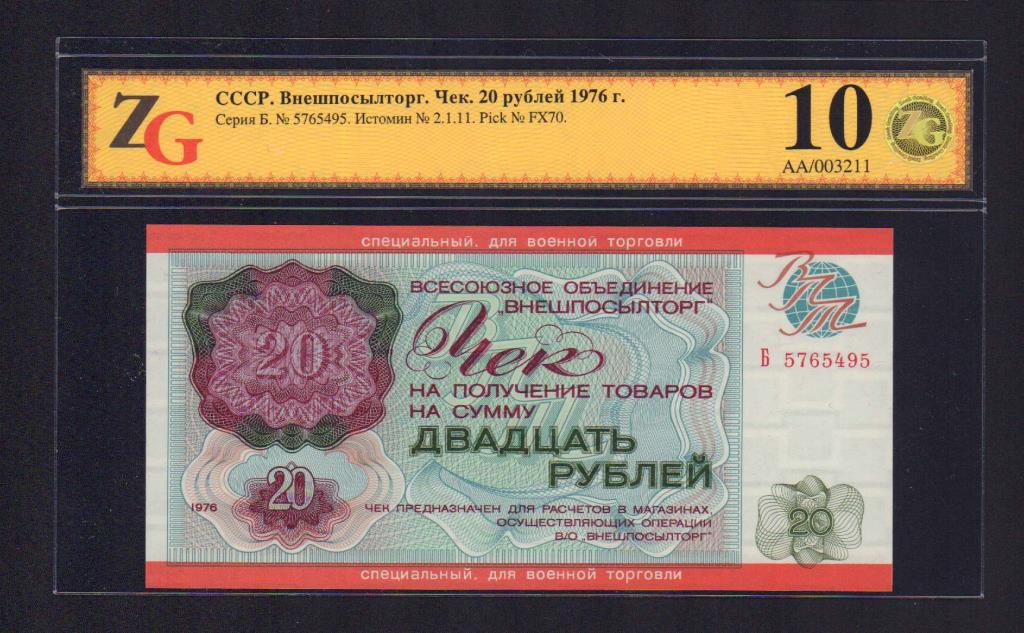 ZG
СССР. Внешпосылторг. Чек. 20 рублей 1976 г.
Серия Б. № 5765495. Истомин № 2.1.11. Pick № FX70.
10
AA/003211
ZG
специальный. для военной торговли
ВСЕСОЮЗНОЕ ОБЪЕДИНЕНИЕ
„ВНЕШПОСЫЛТОРГ"
ВПТ
Чек
20
Б 5765495
НА ПОЛУЧЕНИЕ ТОВАРОВ
НА СУММУ
ДВАДЦАТЬ
РУБЛЕЙ
20
1976
ЧЕК ПРЕДНАЗНАЧЕН ДЛЯ РАСЧЕТОВ В МАГАЗИНАХ,
ОСУЩЕСТВЛЯЮЩИХ ОПЕРАЦИИ
В/О „ВНЕШПОСЫЛТОРГ"
20
специальный. для военной торговли